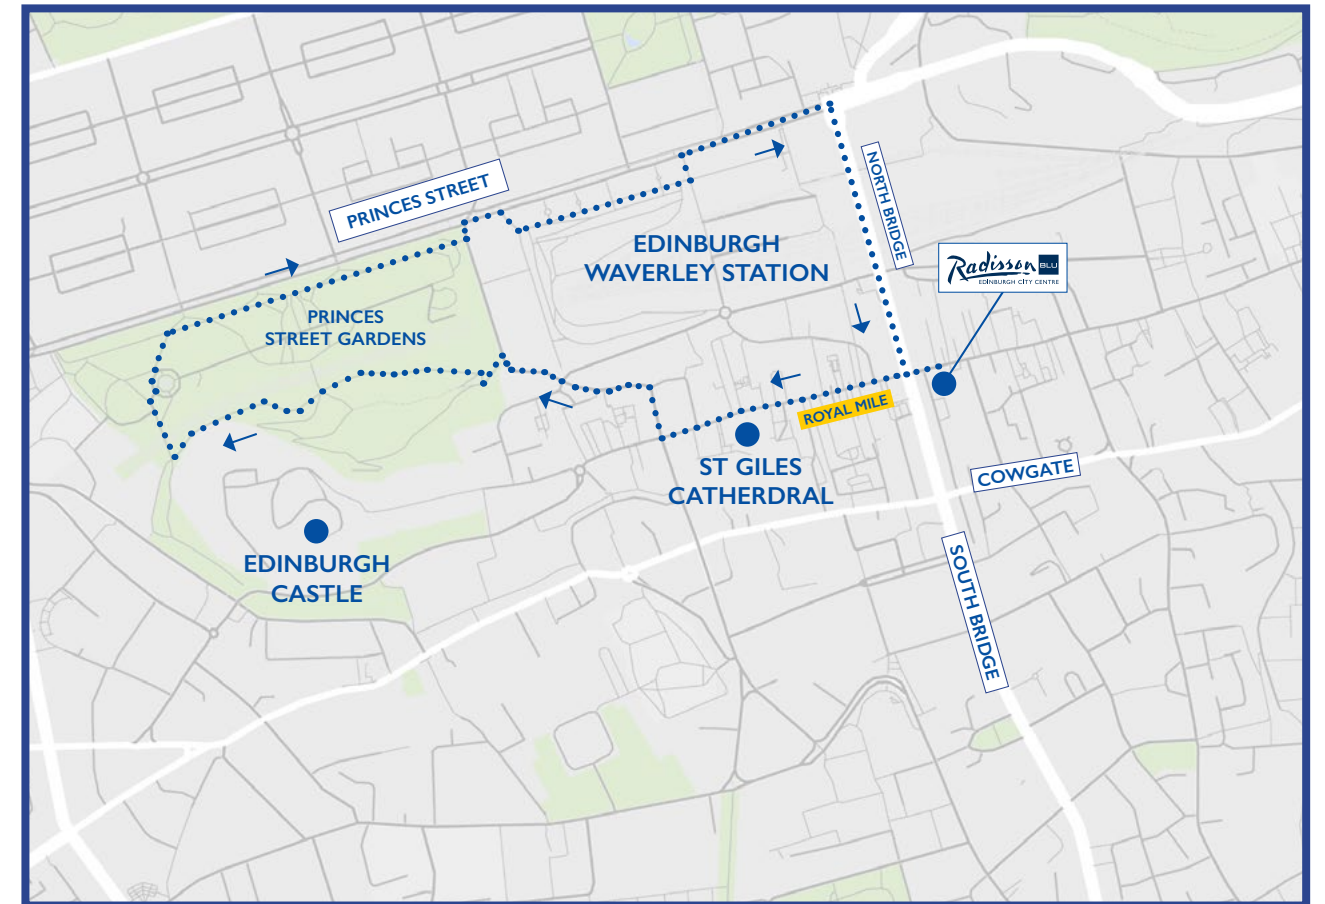 PRINCES STREET
NORTH BRIDGE
EDINBURGH
WAVERLEY STATION
Radisson BLU
EDINBURGH CITY CENTRE
PRINCES
STREET GARDENS
ROYAL MILE
ST GILES
CATHERDRAL
COWGATE
EDINBURGH
CASTLE
SOUTH BRIDGE